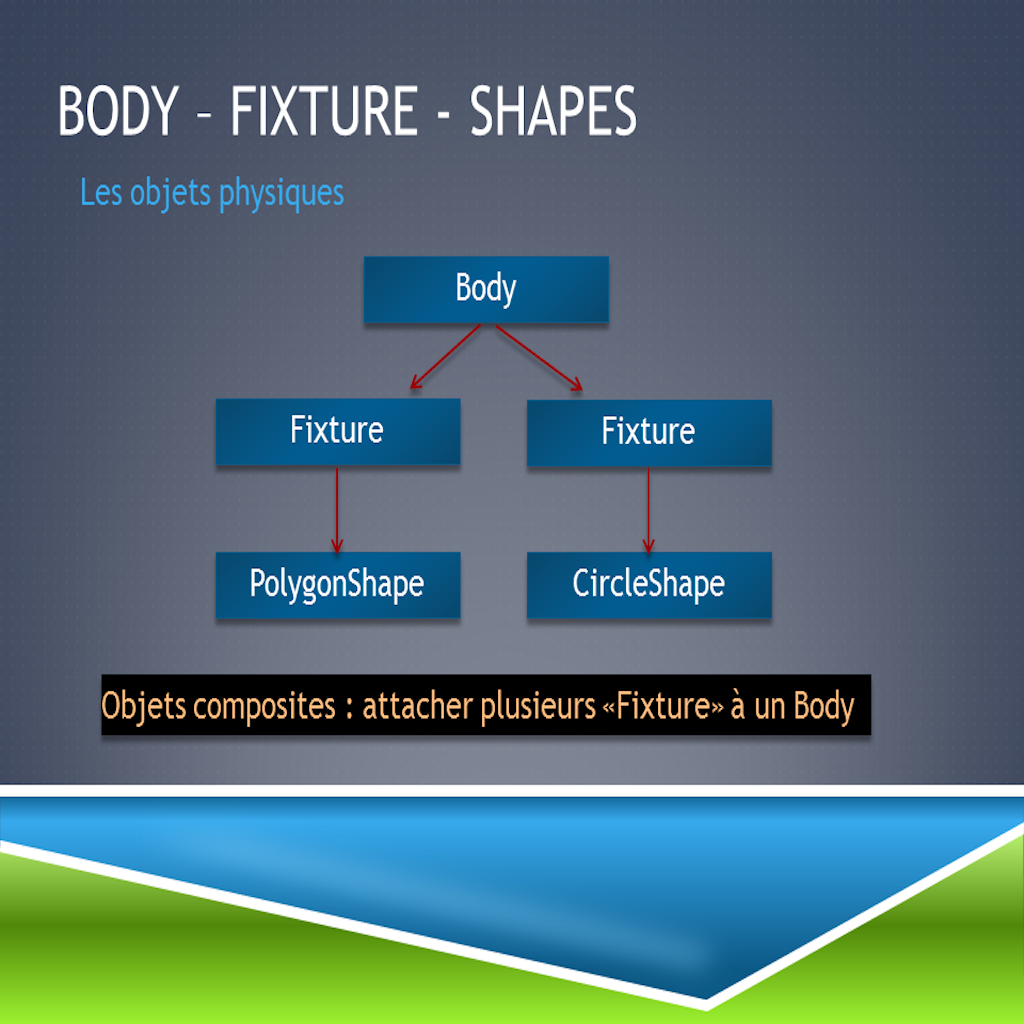 BODY – FIXTURE - SHAPES
Les objets physiques
Body
Fixture
Fixture
PolygonShape
CircleShape
Objets composites : attacher plusieurs «Fixture» à un Body